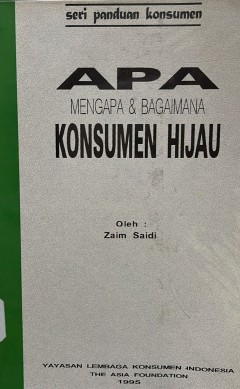 seri panduan konsumen
APA
MENGAPA & BAGAIMANA
KONSUMEN HIJAU
Oleh :
Zaim Saidi
YAYASAN LEMBAGA KONSUMEN INDONESIA
THE ASIA FOUNDATION
1995